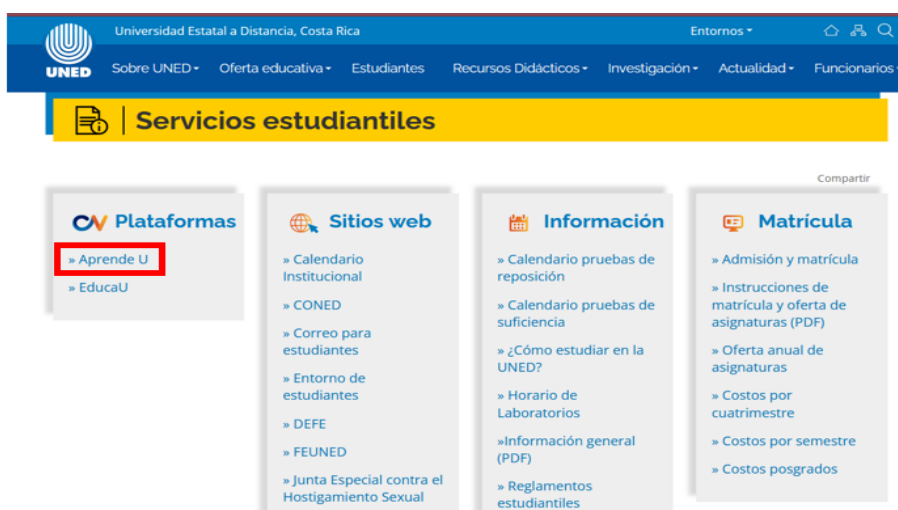 Universidad Estatal a Distancia, Costa Rica
Entornos
UNED
Sobre UNED
Oferta educativa
Estudiantes
Recursos Didácticos
Investigación
Actualidad
Funcionarios
Servicios estudiantiles
Compartir
Plataformas
» Aprende U
» EducaU
Sitios web
» Calendario
Institucional
» CONED
» Correo para
estudiantes
» Entorno de
estudiantes
» DEFE
» FEUNED
» Junta Especial contra el
Hostigamiento Sexual
Información
» Calendario pruebas de
reposición
» Calendario pruebas de
suficiencia
» ¿Cómo estudiar en la
UNED?
» Horario de
Laboratorios
»Información general
(PDF)
» Reglamentos
estudiantiles
Matrícula
» Admisión y matrícula
» Instrucciones de
matrícula y oferta de
asignaturas (PDF)
» Oferta anual de
asignaturas
» Costos por
cuatrimestre
» Costos por semestre
» Costos posgrados